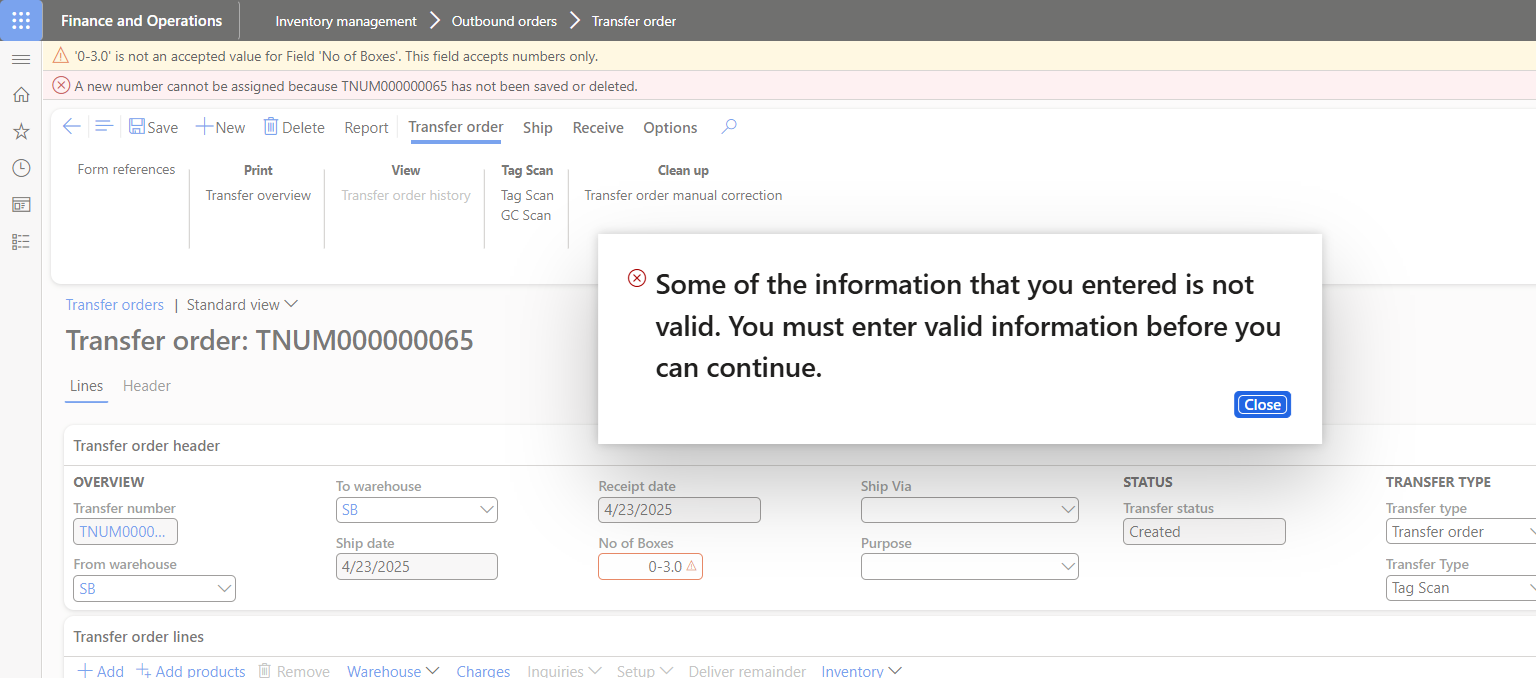 Finance and Operations
Inventory management Outbound orders Transfer order
'0-3.0' is not an accepted value for Field 'No of Boxes'. This field accepts numbers only.
A new number cannot be assigned because TNUM000000065 has not been saved or deleted.
Save New Delete Report Transfer order Ship Receive Options
Form references Print View Tag Scan Clean up
Transfer overview Transfer order history Tag Scan Transfer order manual correction
GC Scan
Some of the information that you entered is not
valid. You must enter valid information before you
can continue.
Close
Transfer orders | Standard view
Transfer order: TNUM000000065
Lines Header
Transfer order header
OVERVIEW To warehouse Receipt date Ship Via STATUS TRANSFER TYPE
Transfer number SB 4/23/2025 Transfer status Transfer type
TNUM0000... Ship date No of Boxes Purpose Created Transfer order
From warehouse 4/23/2025 0-3.0 Transfer Type
SB Tag Scan
Transfer order lines
Add Add products Remove Warehouse Charges Inquiries Setup Deliver remainder Inventory